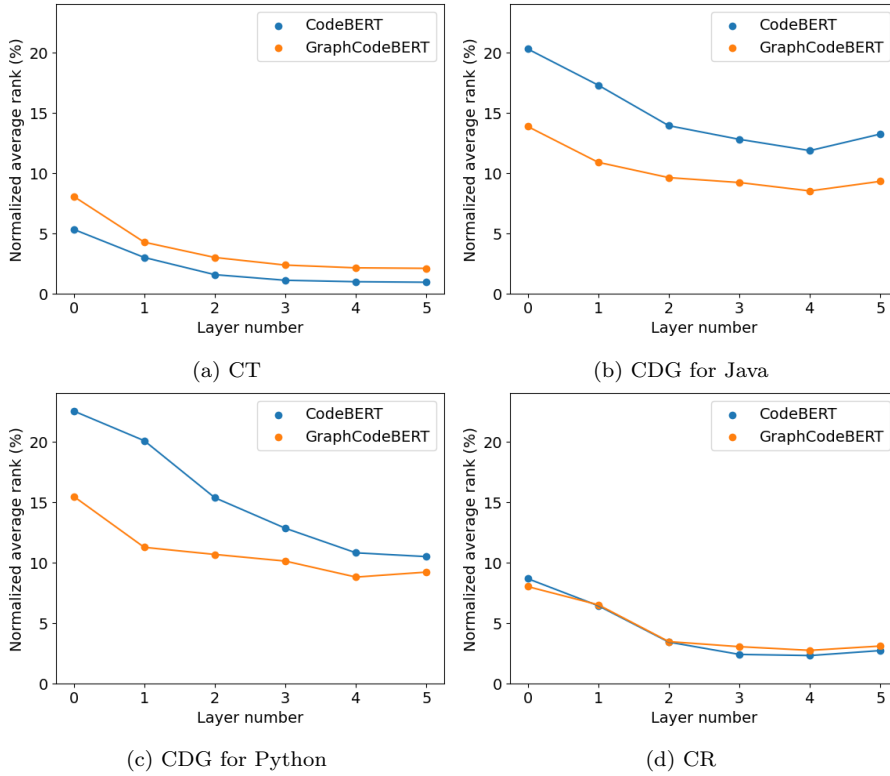 CodeBERT
GraphCodeBERT
Normalized average rank (%)
20
15
10
5
0
0 1 2 3 4 5
Layer number
(a) CT
CodeBERT
GraphCodeBERT
Normalized average rank (%)
20
15
10
5
0
0 1 2 3 4 5
Layer number
(b) CDG for Java
CodeBERT
GraphCodeBERT
Normalized average rank (%)
20
15
10
5
0
0 1 2 3 4 5
Layer number
(c) CDG for Python
CodeBERT
GraphCodeBERT
Normalized average rank (%)
20
15
10
5
0
0 1 2 3 4 5
Layer number
(d) CR